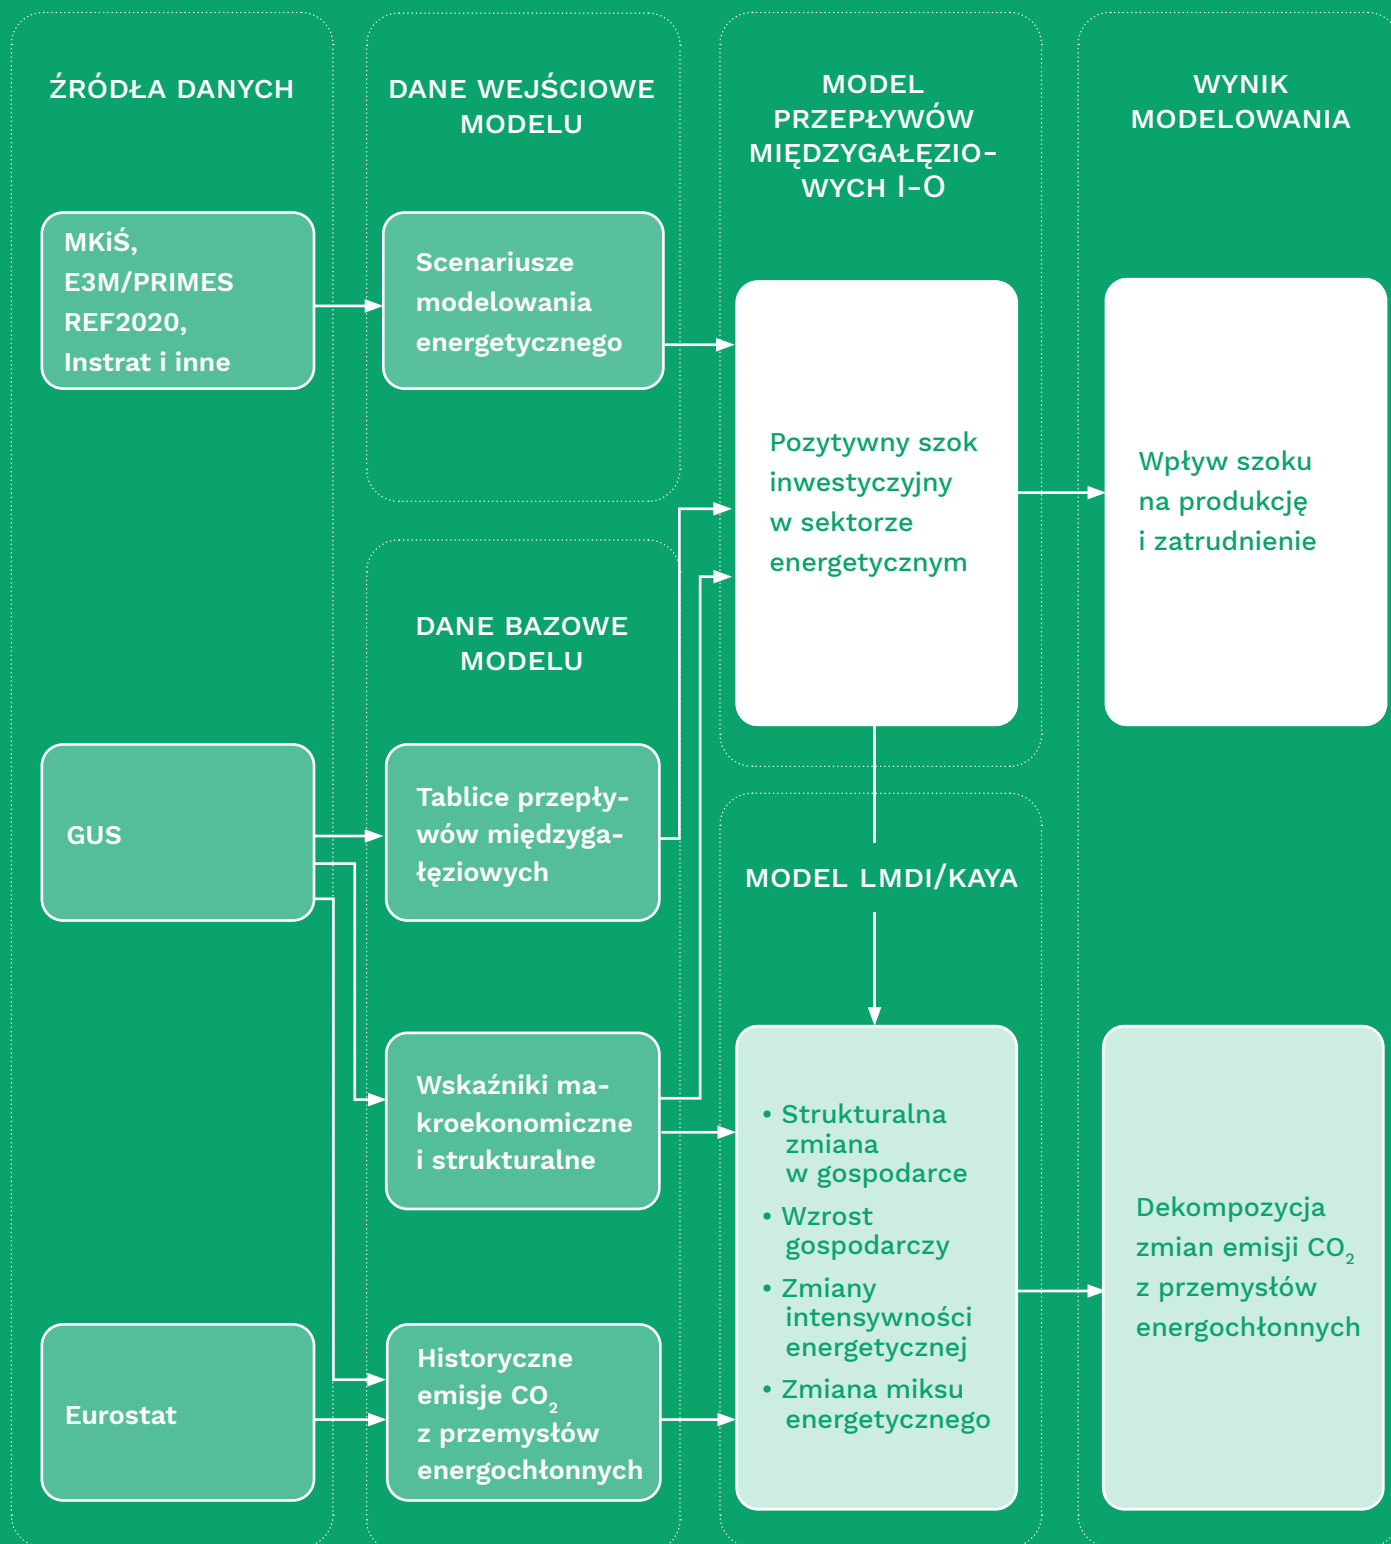 ŹRÓDŁA DANYCH
MKiŚ,
E3M/PRIMES
REF2020,
Instrat i inne
GUS
Eurostat
DANE WEJŚCIOWE
MODELU
Scenariusze
modelowania
energetycznego
DANE BAZOWE
MODELU
Tablice przepły-
wów międzyga-
łęziowych
Wskaźniki ma-
kroekonomiczne
i strukturalne
Historyczne
emisje CO₂
z przemysłów
energochłonnych
MODEL
PRZEPŁYWÓW
MIĘDZYGAŁĘZIO-
WYCH I-O
Pozytywny szok
inwestycyjny
w sektorze
energetycznym
MODEL LMDI/KAYA
• Strukturalna
zmiana
w gospodarce
• Wzrost
gospodarczy
• Zmiany
intensywności
energetycznej
• Zmiana miksu
energetycznego
WYNIK
MODELOWANIA
Wpływ szoku
na produkcję
i zatrudnienie
Dekompozycja
zmian emisji CO₂
z przemysłów
energochłonnych